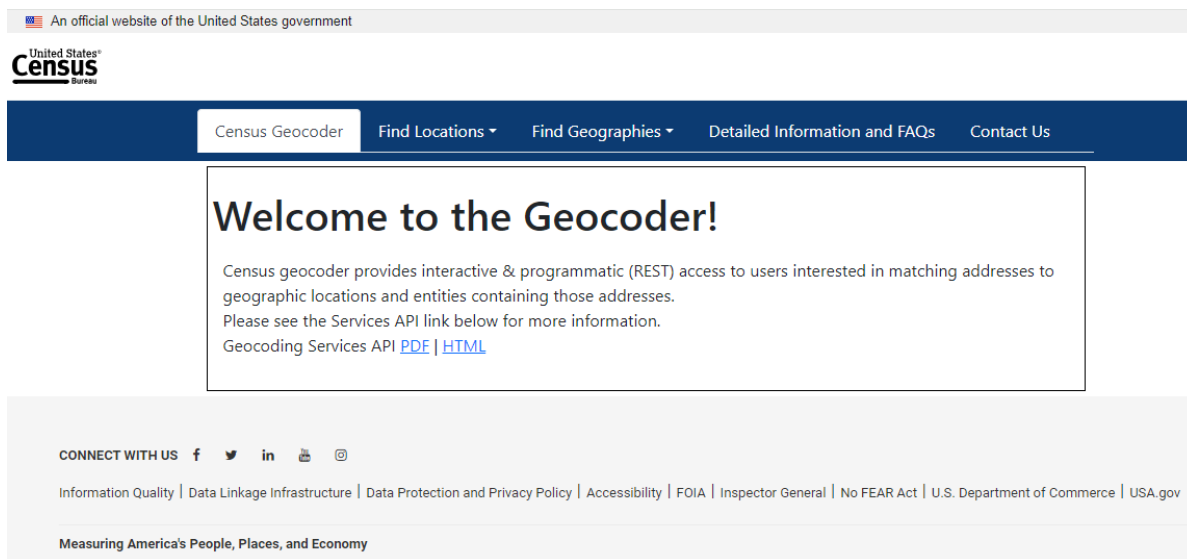 An official website of the United States government
United States®
Census
Bureau
Census Geocoder Find Locations Find Geographies Detailed Information and FAQs Contact Us
Welcome to the Geocoder!
Census geocoder provides interactive & programmatic (REST) access to users interested in matching addresses to
geographic locations and entities containing those addresses.
Please see the Services API link below for more information.
Geocoding Services API PDF | HTML
CONNECT WITH US
Information Quality | Data Linkage Infrastructure | Data Protection and Privacy Policy | Accessibility | FOIA | Inspector General | No FEAR Act | U.S. Department of Commerce | USA.gov
Measuring America's People, Places, and Economy